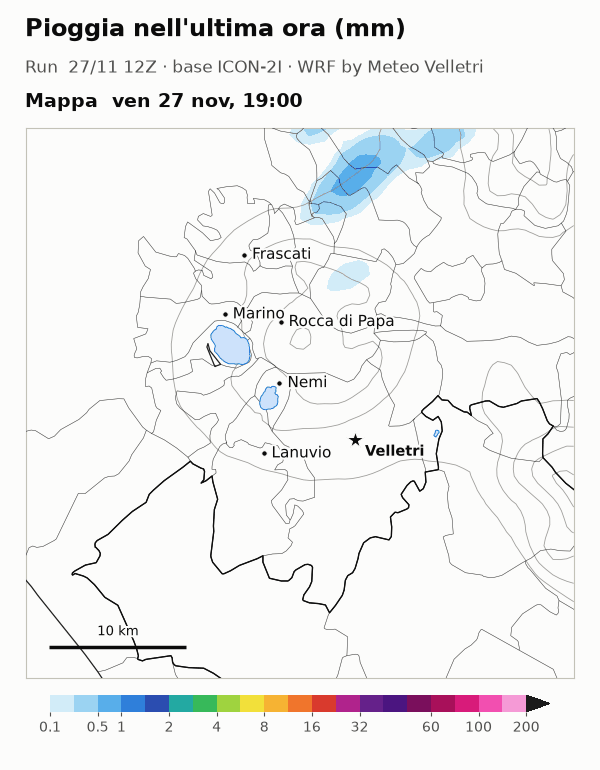 Pioggia nell'ultima ora (mm)
Run  27/11 12Z · base ICON-2I · WRF by Meteo Velletri
Mappa  ven 27 nov, 19:00
Frascati
Marino
Rocca di Papa
Nemi
Velletri
Lanuvio
10 km
0.1 0.5 1 2 4 8 16 32 60 100 200